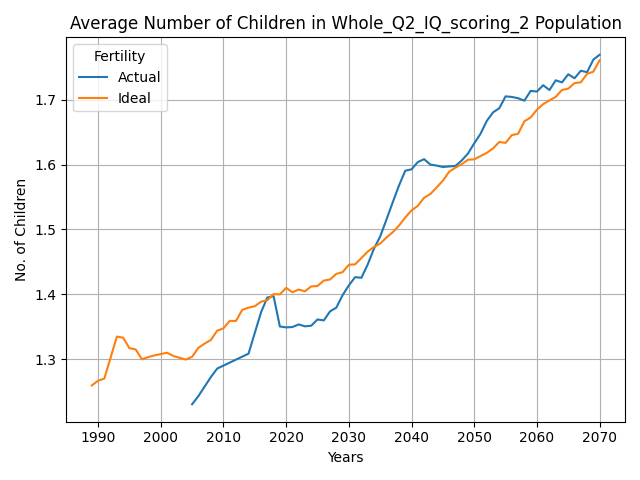 Average Number of Children in Whole_Q2_IQ_scoring_2 Population
Fertility
Actual
Ideal
No. of Children
1.7
1.6
1.5
1.4
1.3
1990 2000 2010 2020 2030 2040 2050 2060 2070
Years